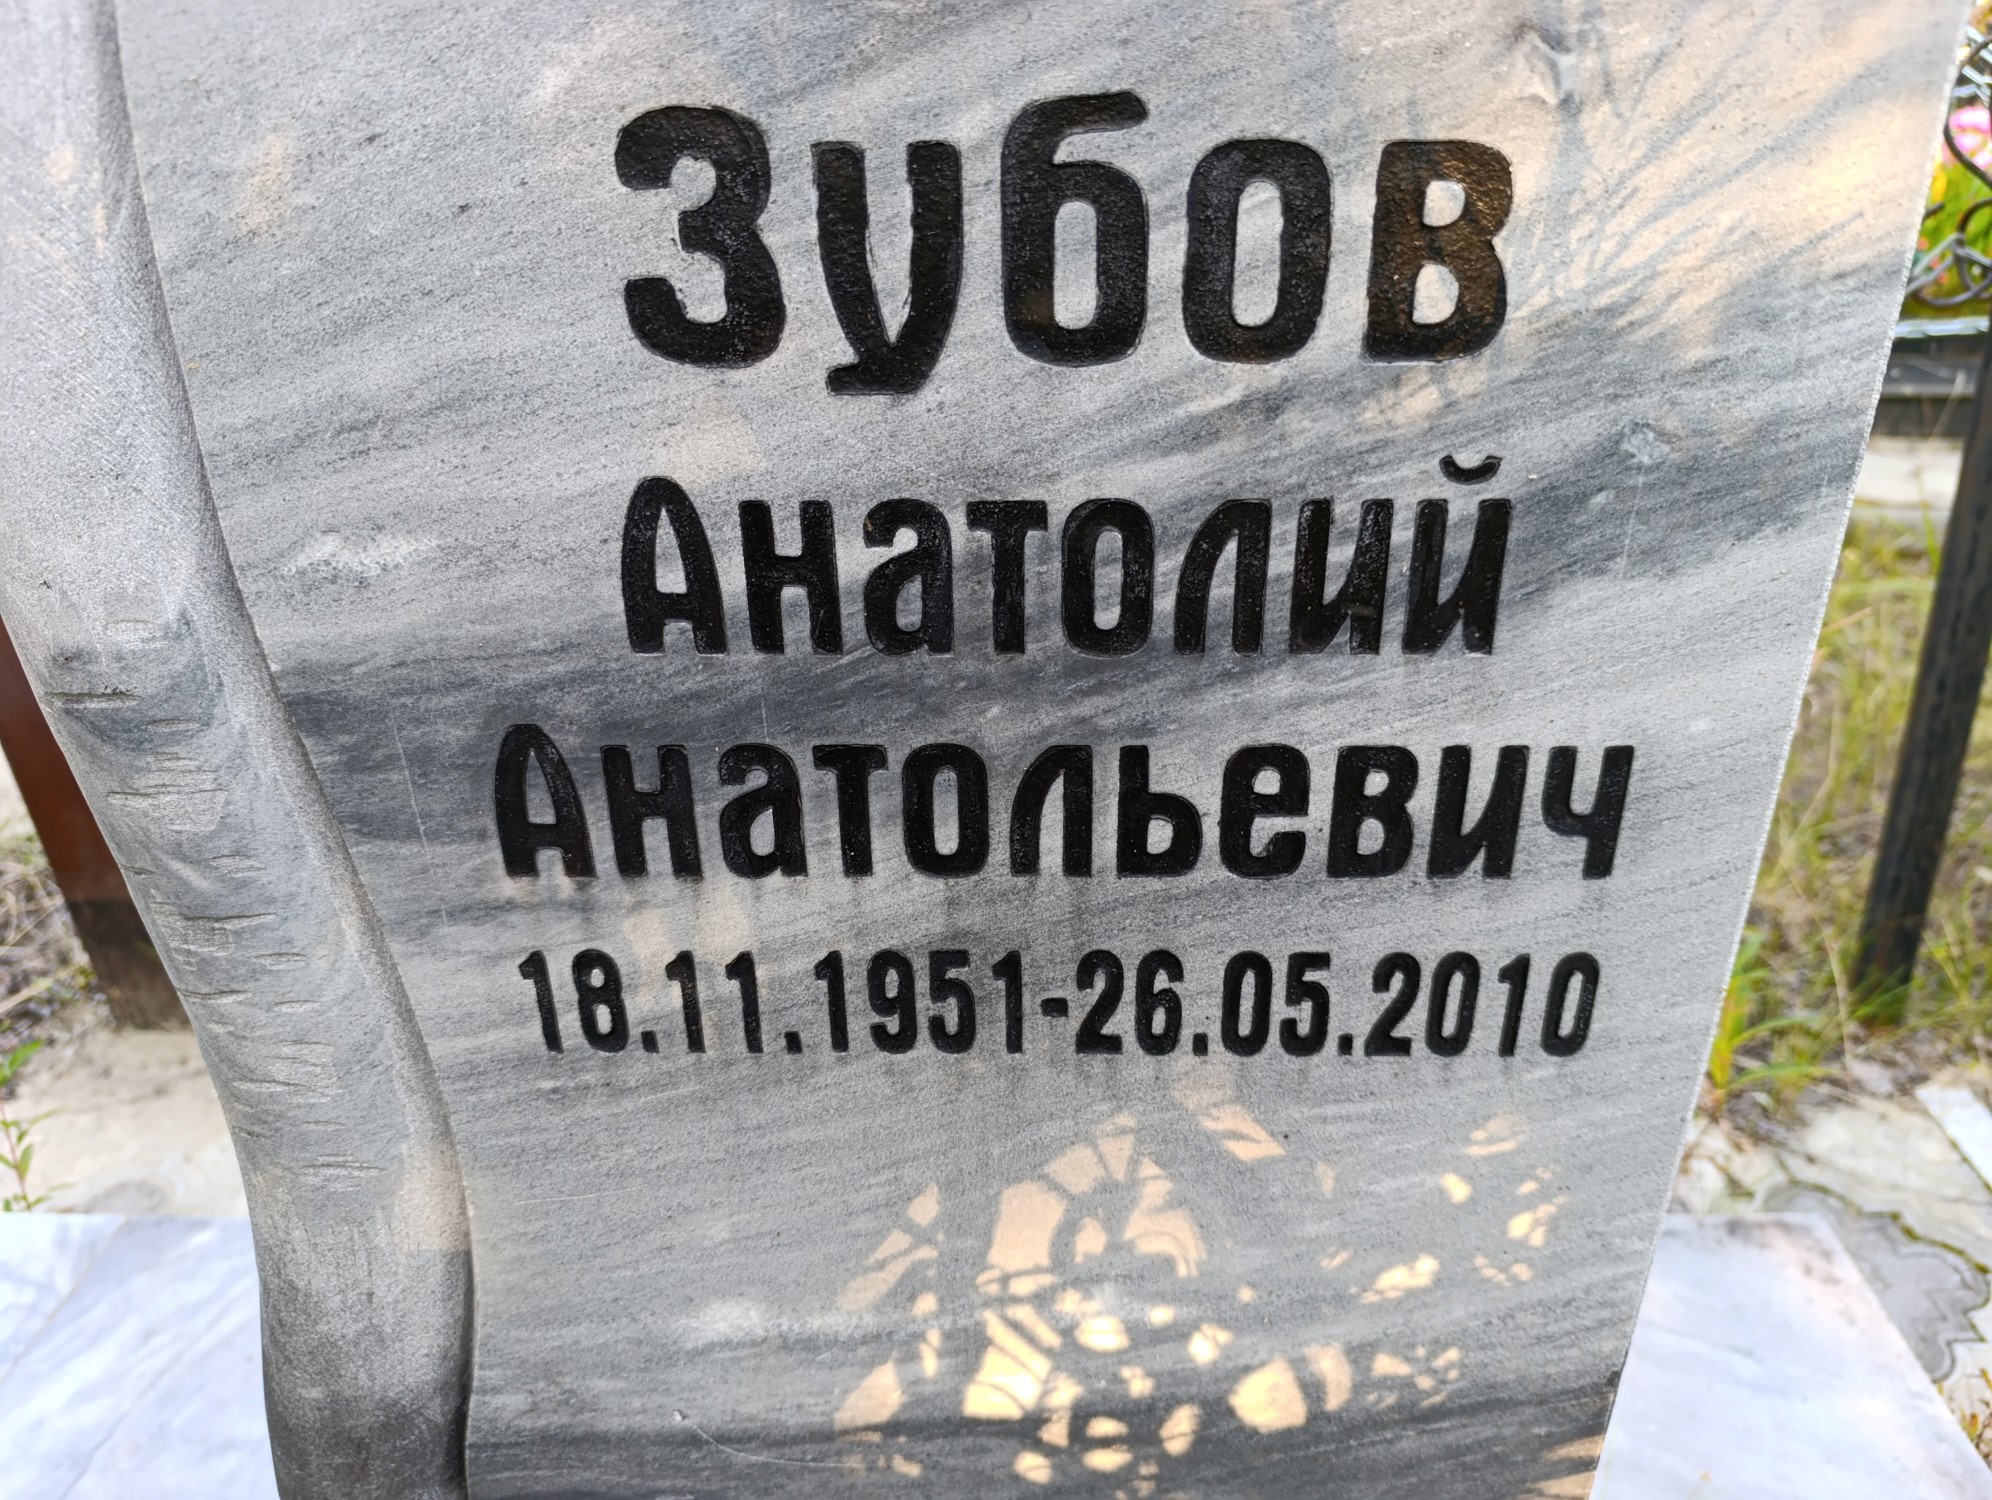 Зубов
Анатолий
Анатольевич
18.11.1951-26.05.2010